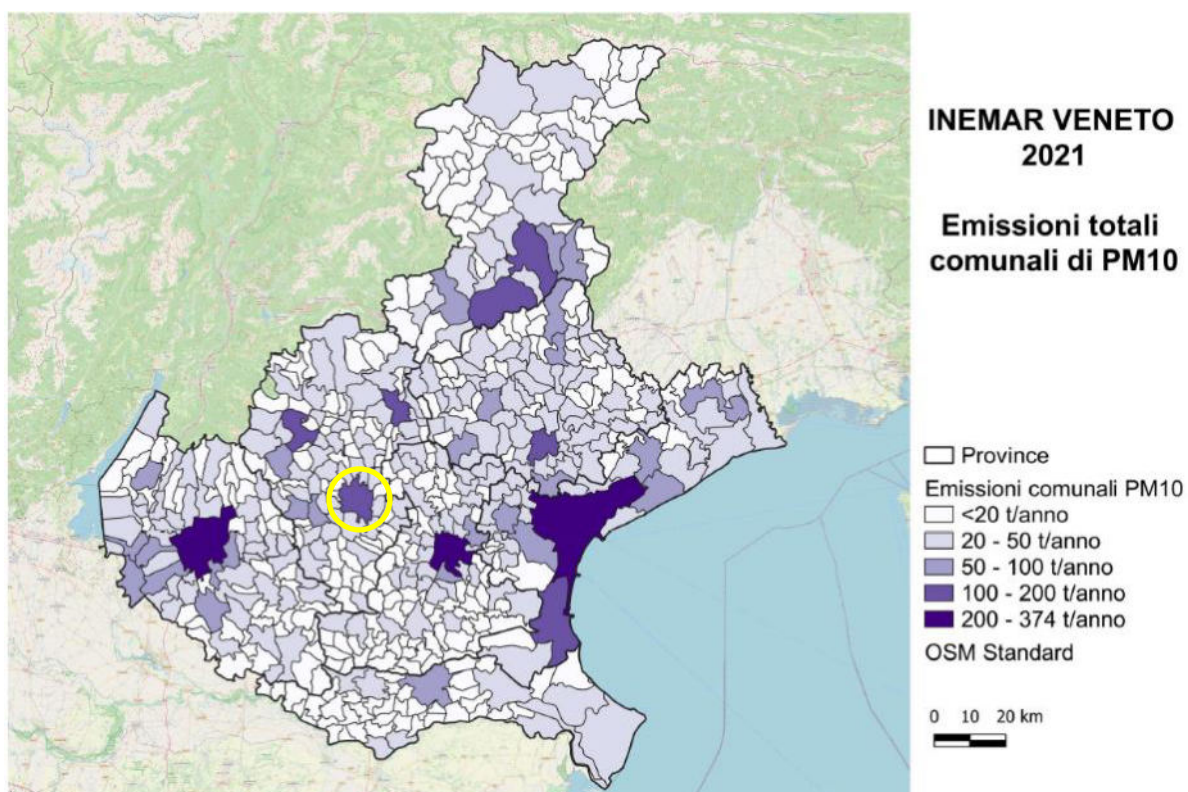 INEMAR VENETO
2021
Emissioni totali
comunali di PM10
Province
Emissioni comunali PM10
<20 t/anno
20 - 50 t/anno
50 - 100 t/anno
100 - 200 t/anno
200 - 374 t/anno
OSM Standard
0 10 20 km